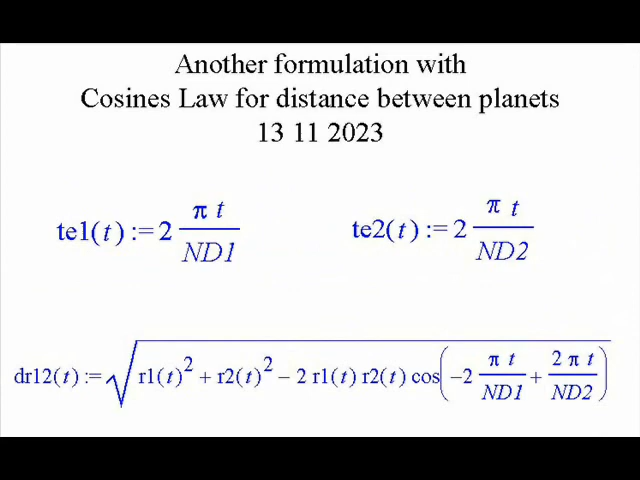 Another formulation with
Cosines Law for distance between planets
13 11 2023
te1(t) := 2 π t / ND1
te2(t) := 2 π t / ND2
dr12(t) := √(r1(t)² + r2(t)² − 2 r1(t) r2(t) cos(−2 π t / ND1 + 2 π t / ND2))